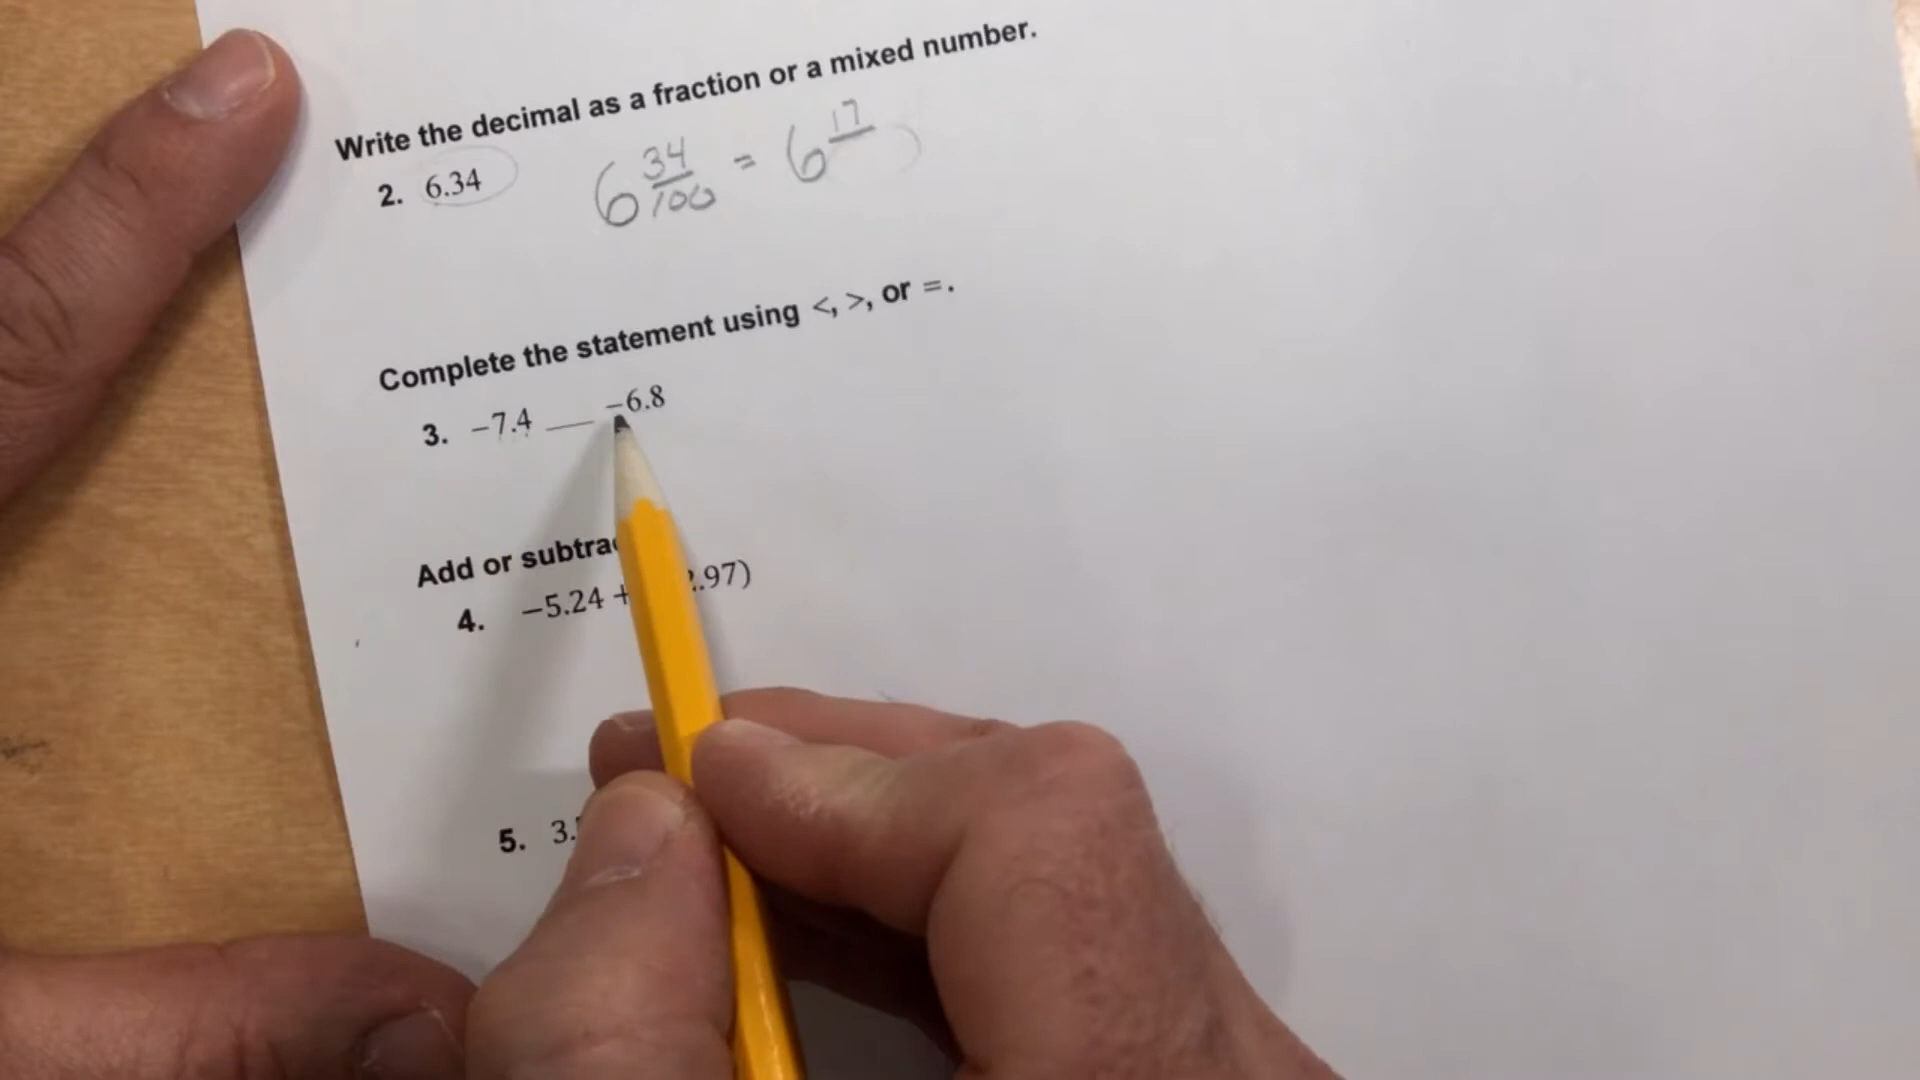 Write the decimal as a fraction or a mixed number.
2. 6.34 6 34/100 = 6 17/
Complete the statement using <, >, or =.
3. −7.4 ___ −6.8
Add or
4. −5.24 + .97)
5. 3.